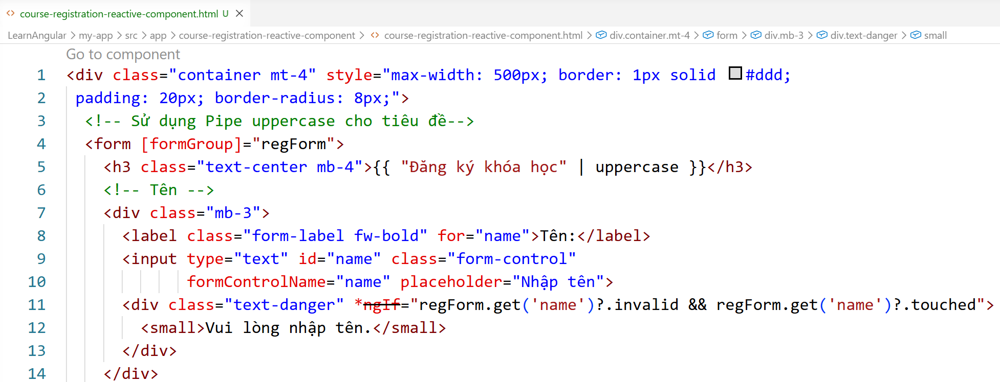 course-registration-reactive-component.html U
LearnAngular > my-app > src > app > course-registration-reactive-component > course-registration-reactive-component.html > div.container.mt-4 > form > div.mb-3 > div.text-danger > small
Go to component
1 <div class="container mt-4" style="max-width: 500px; border: 1px solid #ddd;
2 padding: 20px; border-radius: 8px;">
3 <!-- Sử dụng Pipe uppercase cho tiêu đề-->
4 <form [formGroup]="regForm">
5 <h3 class="text-center mb-4">{{ "Đăng ký khóa học" | uppercase }}</h3>
6 <!-- Tên -->
7 <div class="mb-3">
8 <label class="form-label fw-bold" for="name">Tên:</label>
9 <input type="text" id="name" class="form-control"
10 formControlName="name" placeholder="Nhập tên">
11 <div class="text-danger" *ngIf="regForm.get('name')?.invalid && regForm.get('name')?.touched">
12 <small>Vui lòng nhập tên.</small>
13 </div>
14 </div>